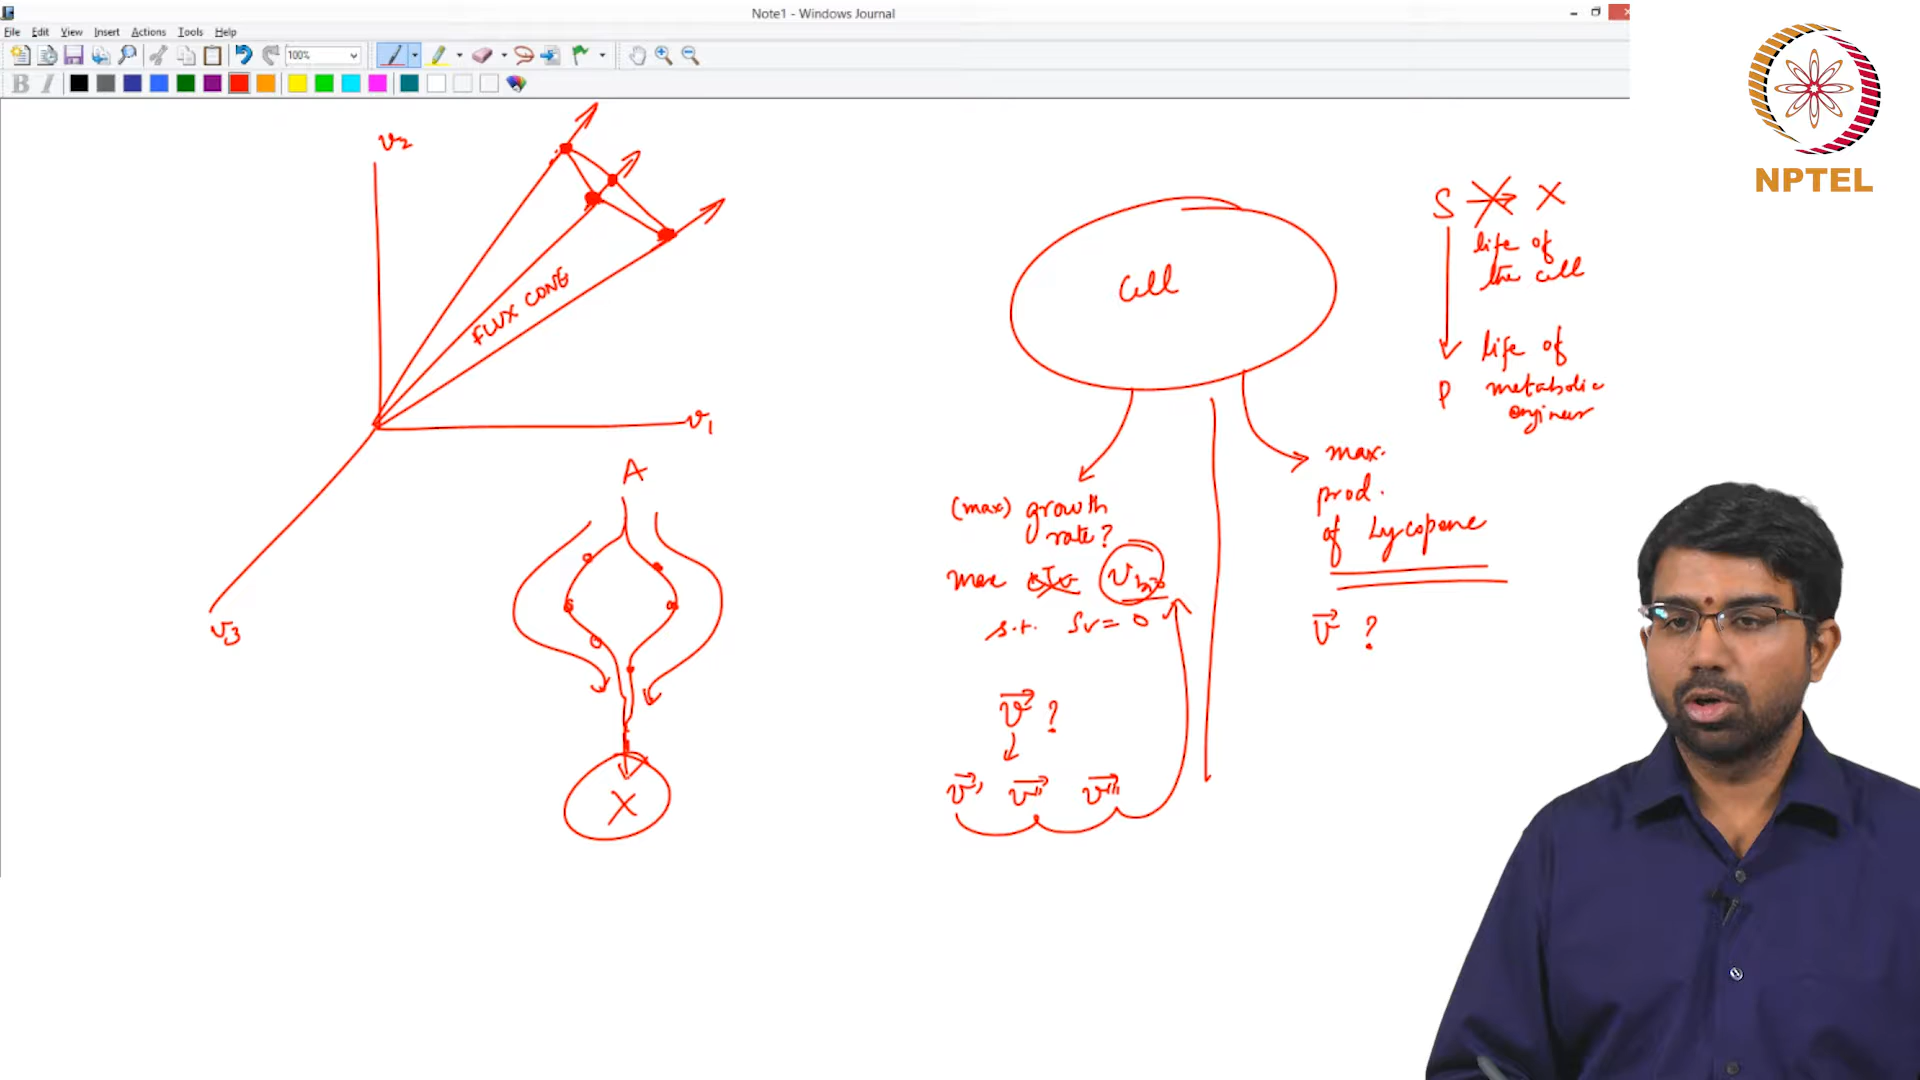 Note1 - Windows Journal
File Edit View Insert Actions Tools Help
100%
B I
NPTEL
v2
FLUX CONE
v1
v3
A
X
Cell
(max) growth
rate?
max vbio
s.t. Sv = 0
v ?
v' v'' v'''
max.
prod.
of Lycopene
v ?
S X
life of
the cell
life of
P metabolic
engineer